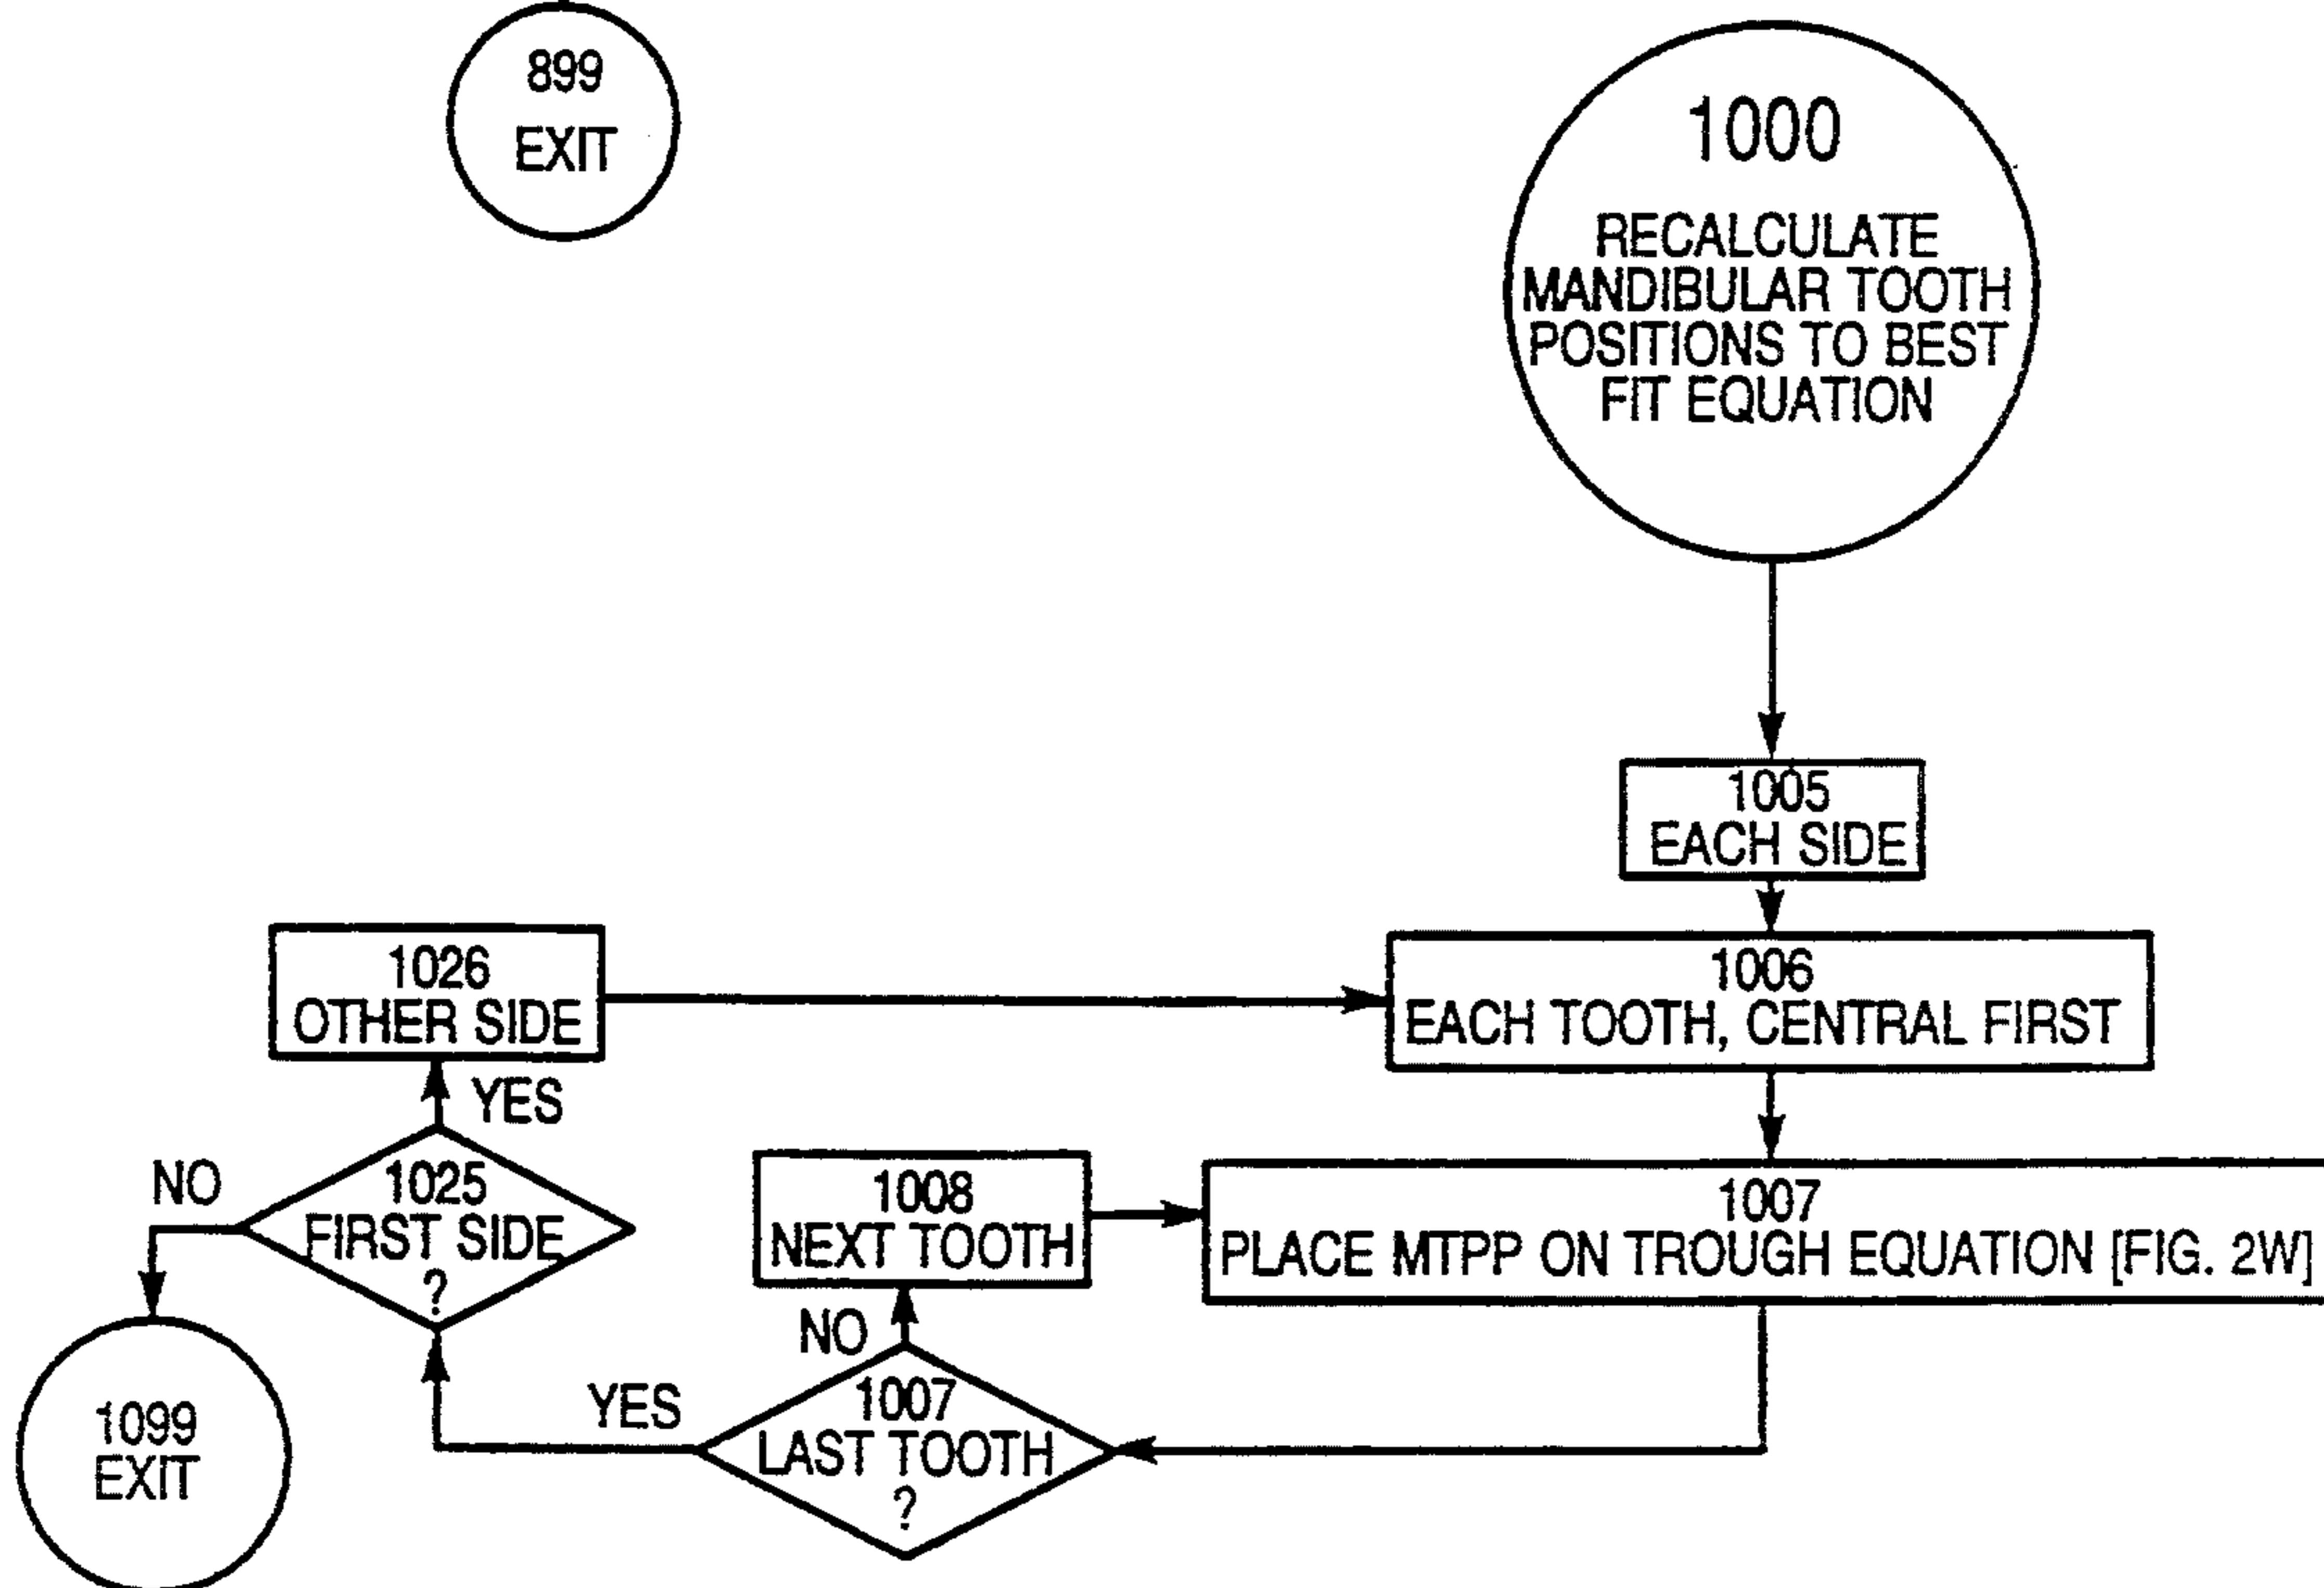 899
EXIT
1000
RECALCULATE
MANDIBULAR TOOTH
POSITIONS TO BEST
FIT EQUATION
1005
EACH SIDE
1026
OTHER SIDE
1006
EACH TOOTH, CENTRAL FIRST
YES
NO
1025
FIRST SIDE
?
1008
NEXT TOOTH
1007
PLACE MTPP ON TROUGH EQUATION [FIG. 2W]
NO
YES
1007
LAST TOOTH
?
1099
EXIT